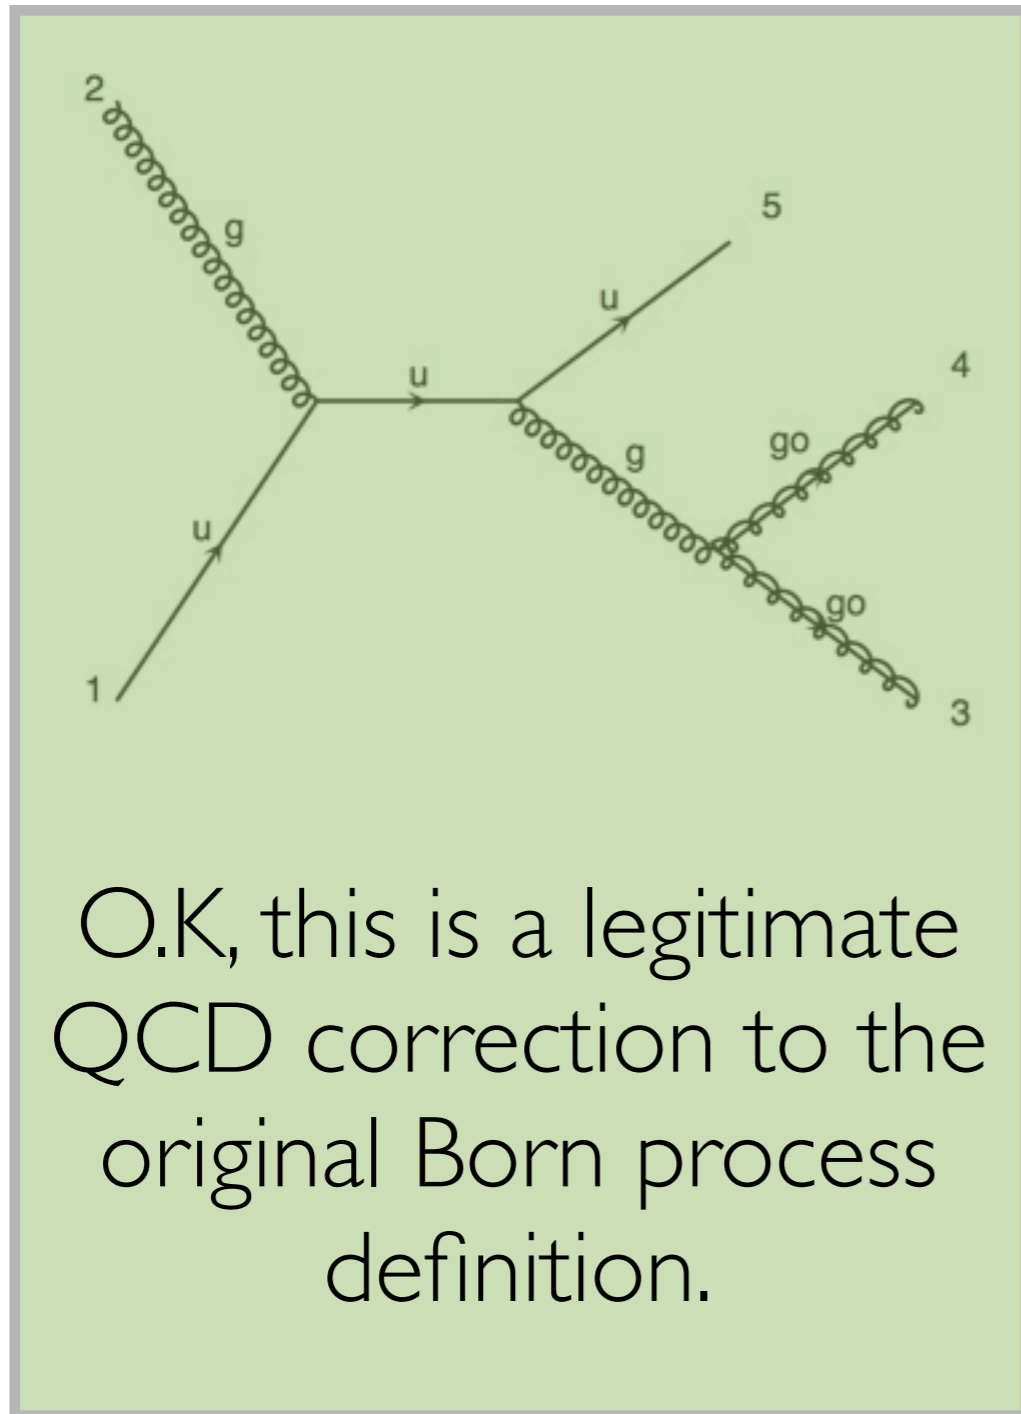 2
g
5
u
u
4
go
g
u
go
1
3
O.K, this is a legitimate
QCD correction to the
original Born process
definition.